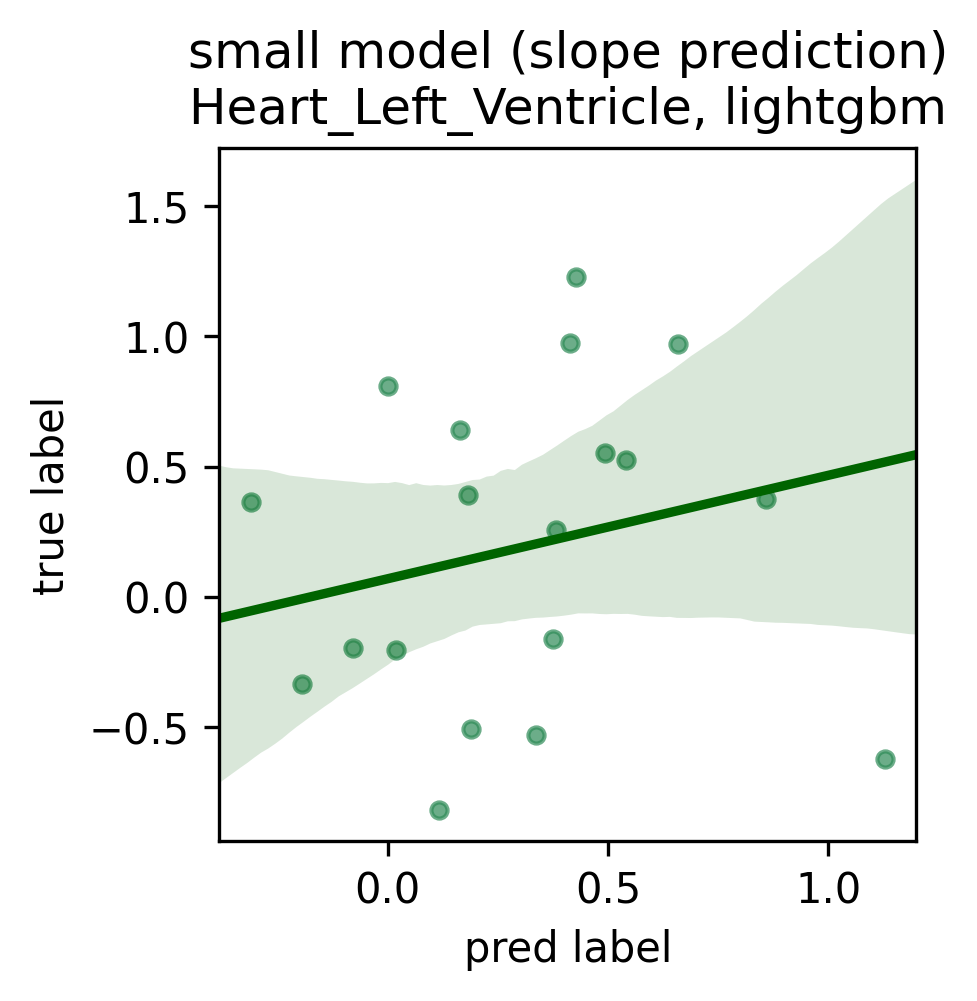 small model (slope prediction)
Heart_Left_Ventricle, lightgbm
1.5
1.0
0.5
0.0
−0.5
true label
0.0 0.5 1.0
pred label